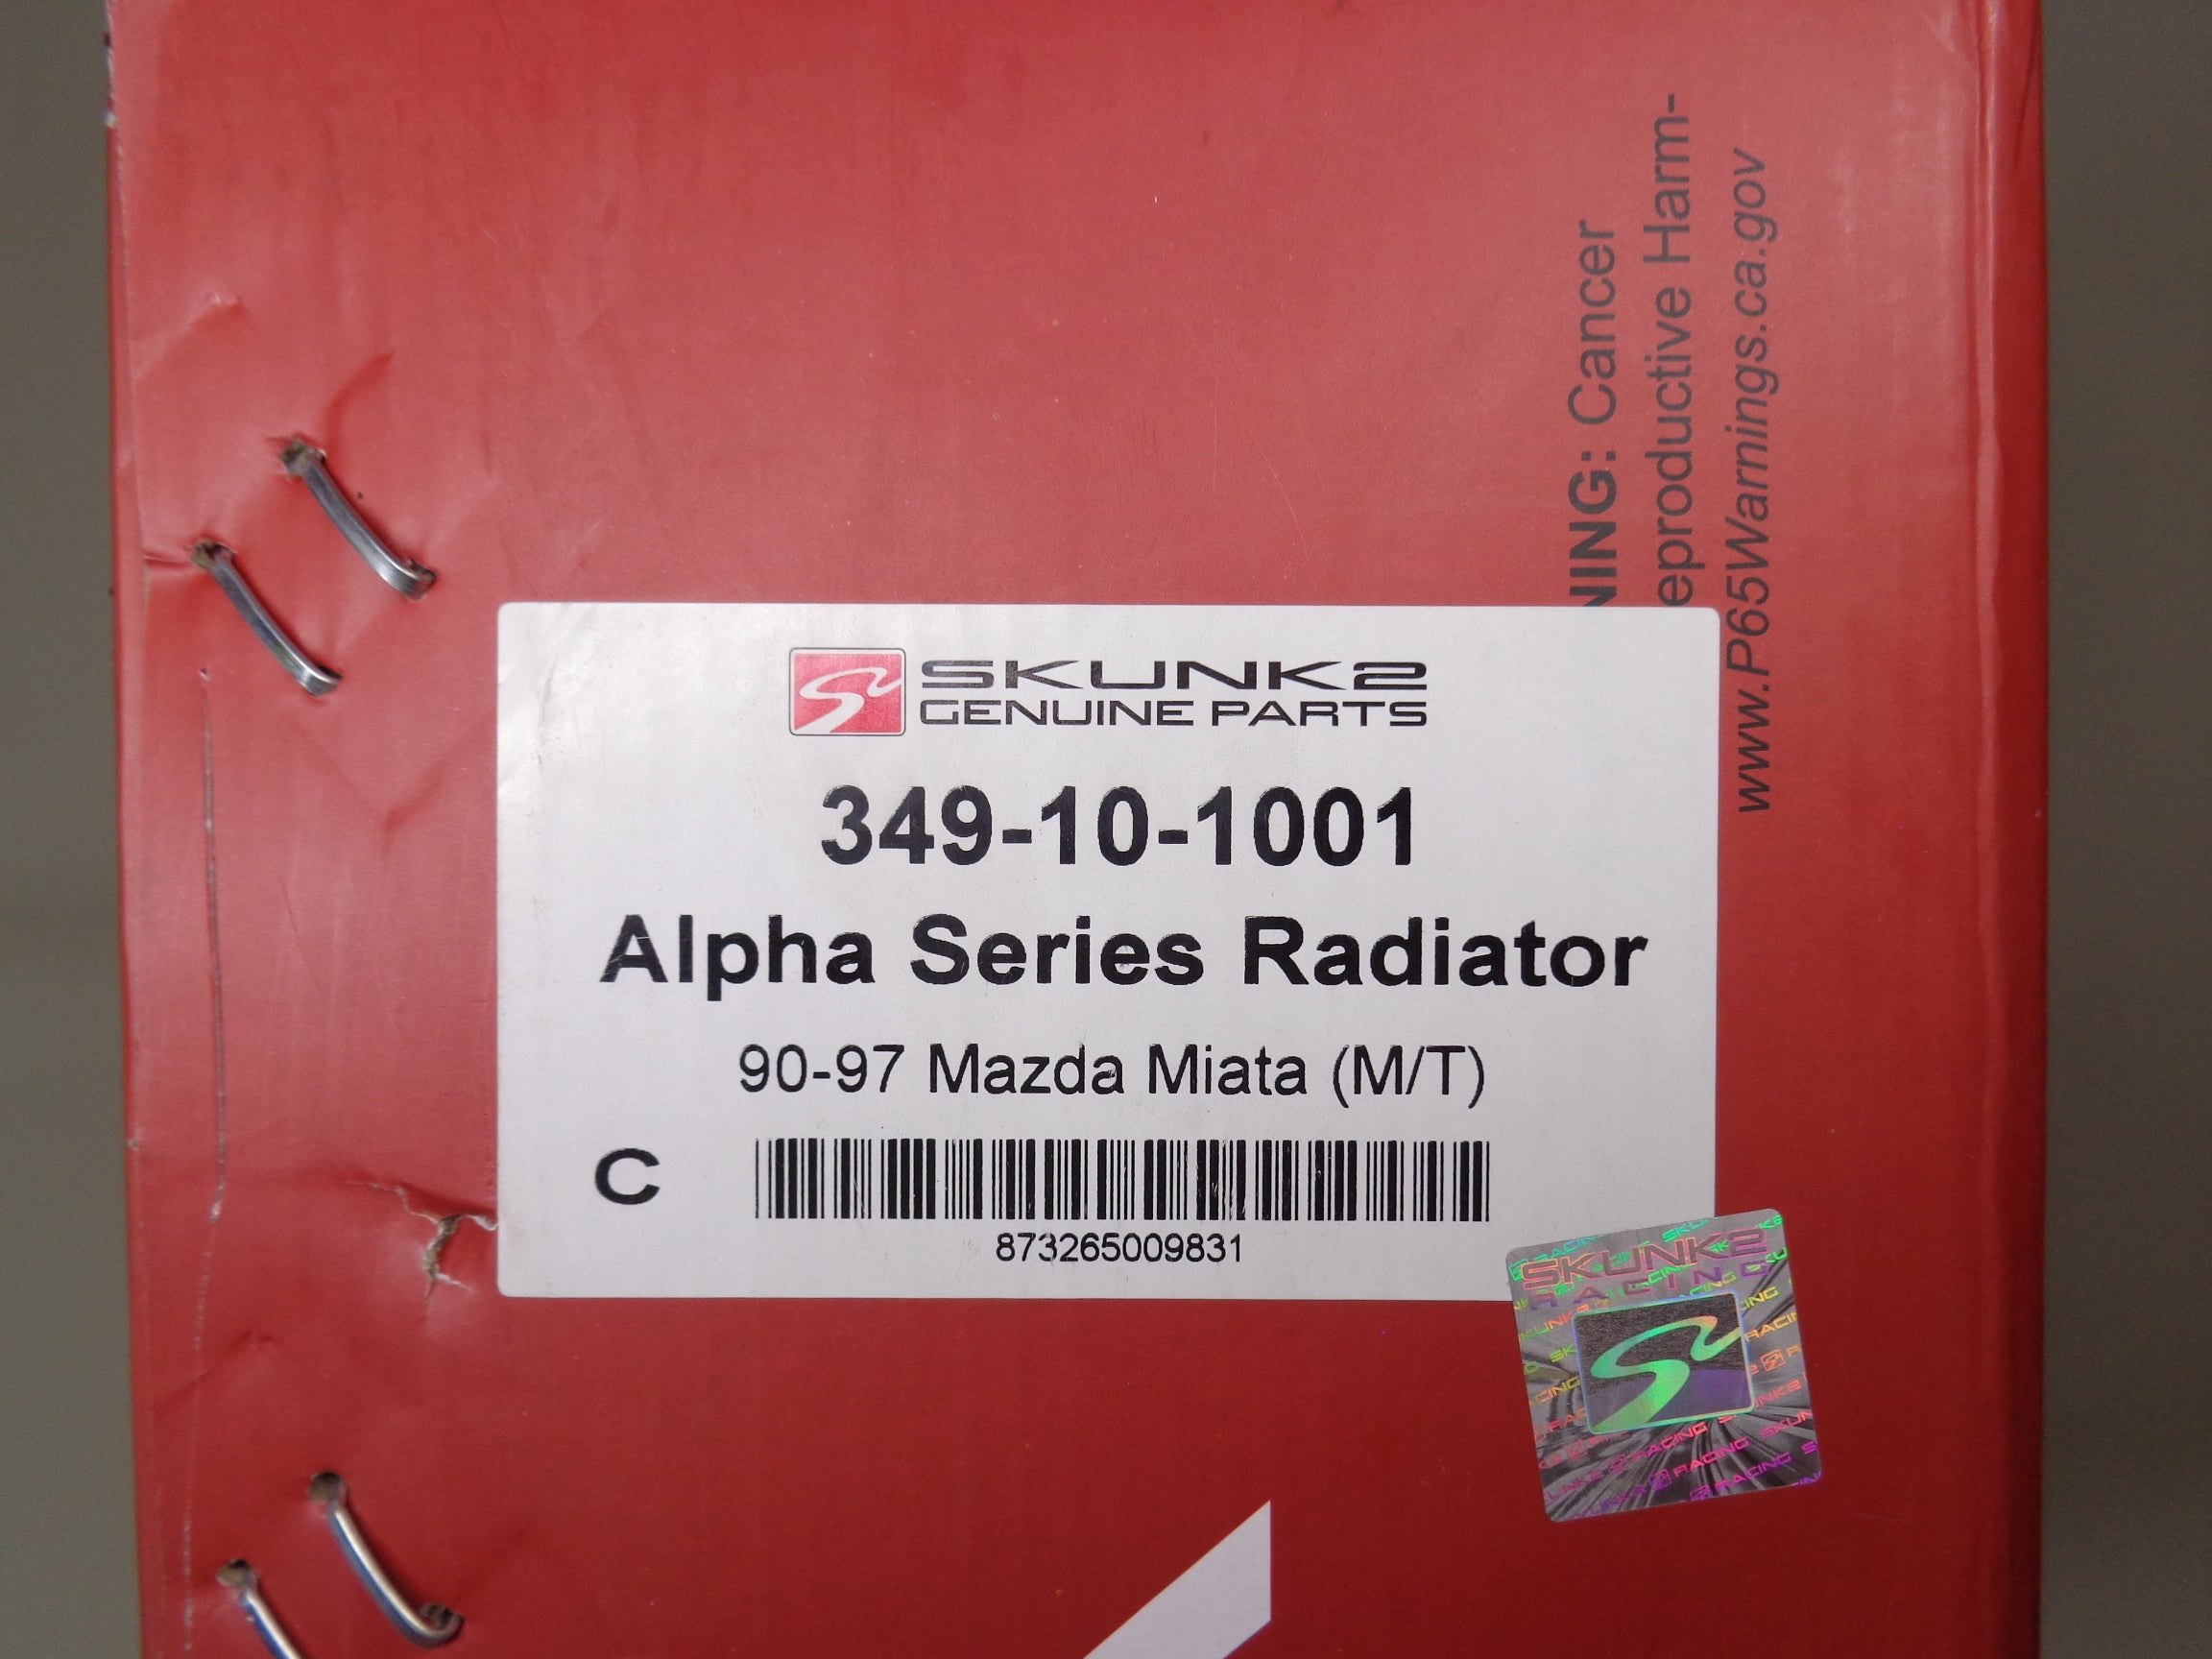 NING: Cancer
eproductive Harm-
www.P65Warnings.ca.gov
SKUNK2
GENUINE PARTS
349-10-1001
Alpha Series Radiator
90-97 Mazda Miata (M/T)
C
873265009831
SKUNK2
RACING